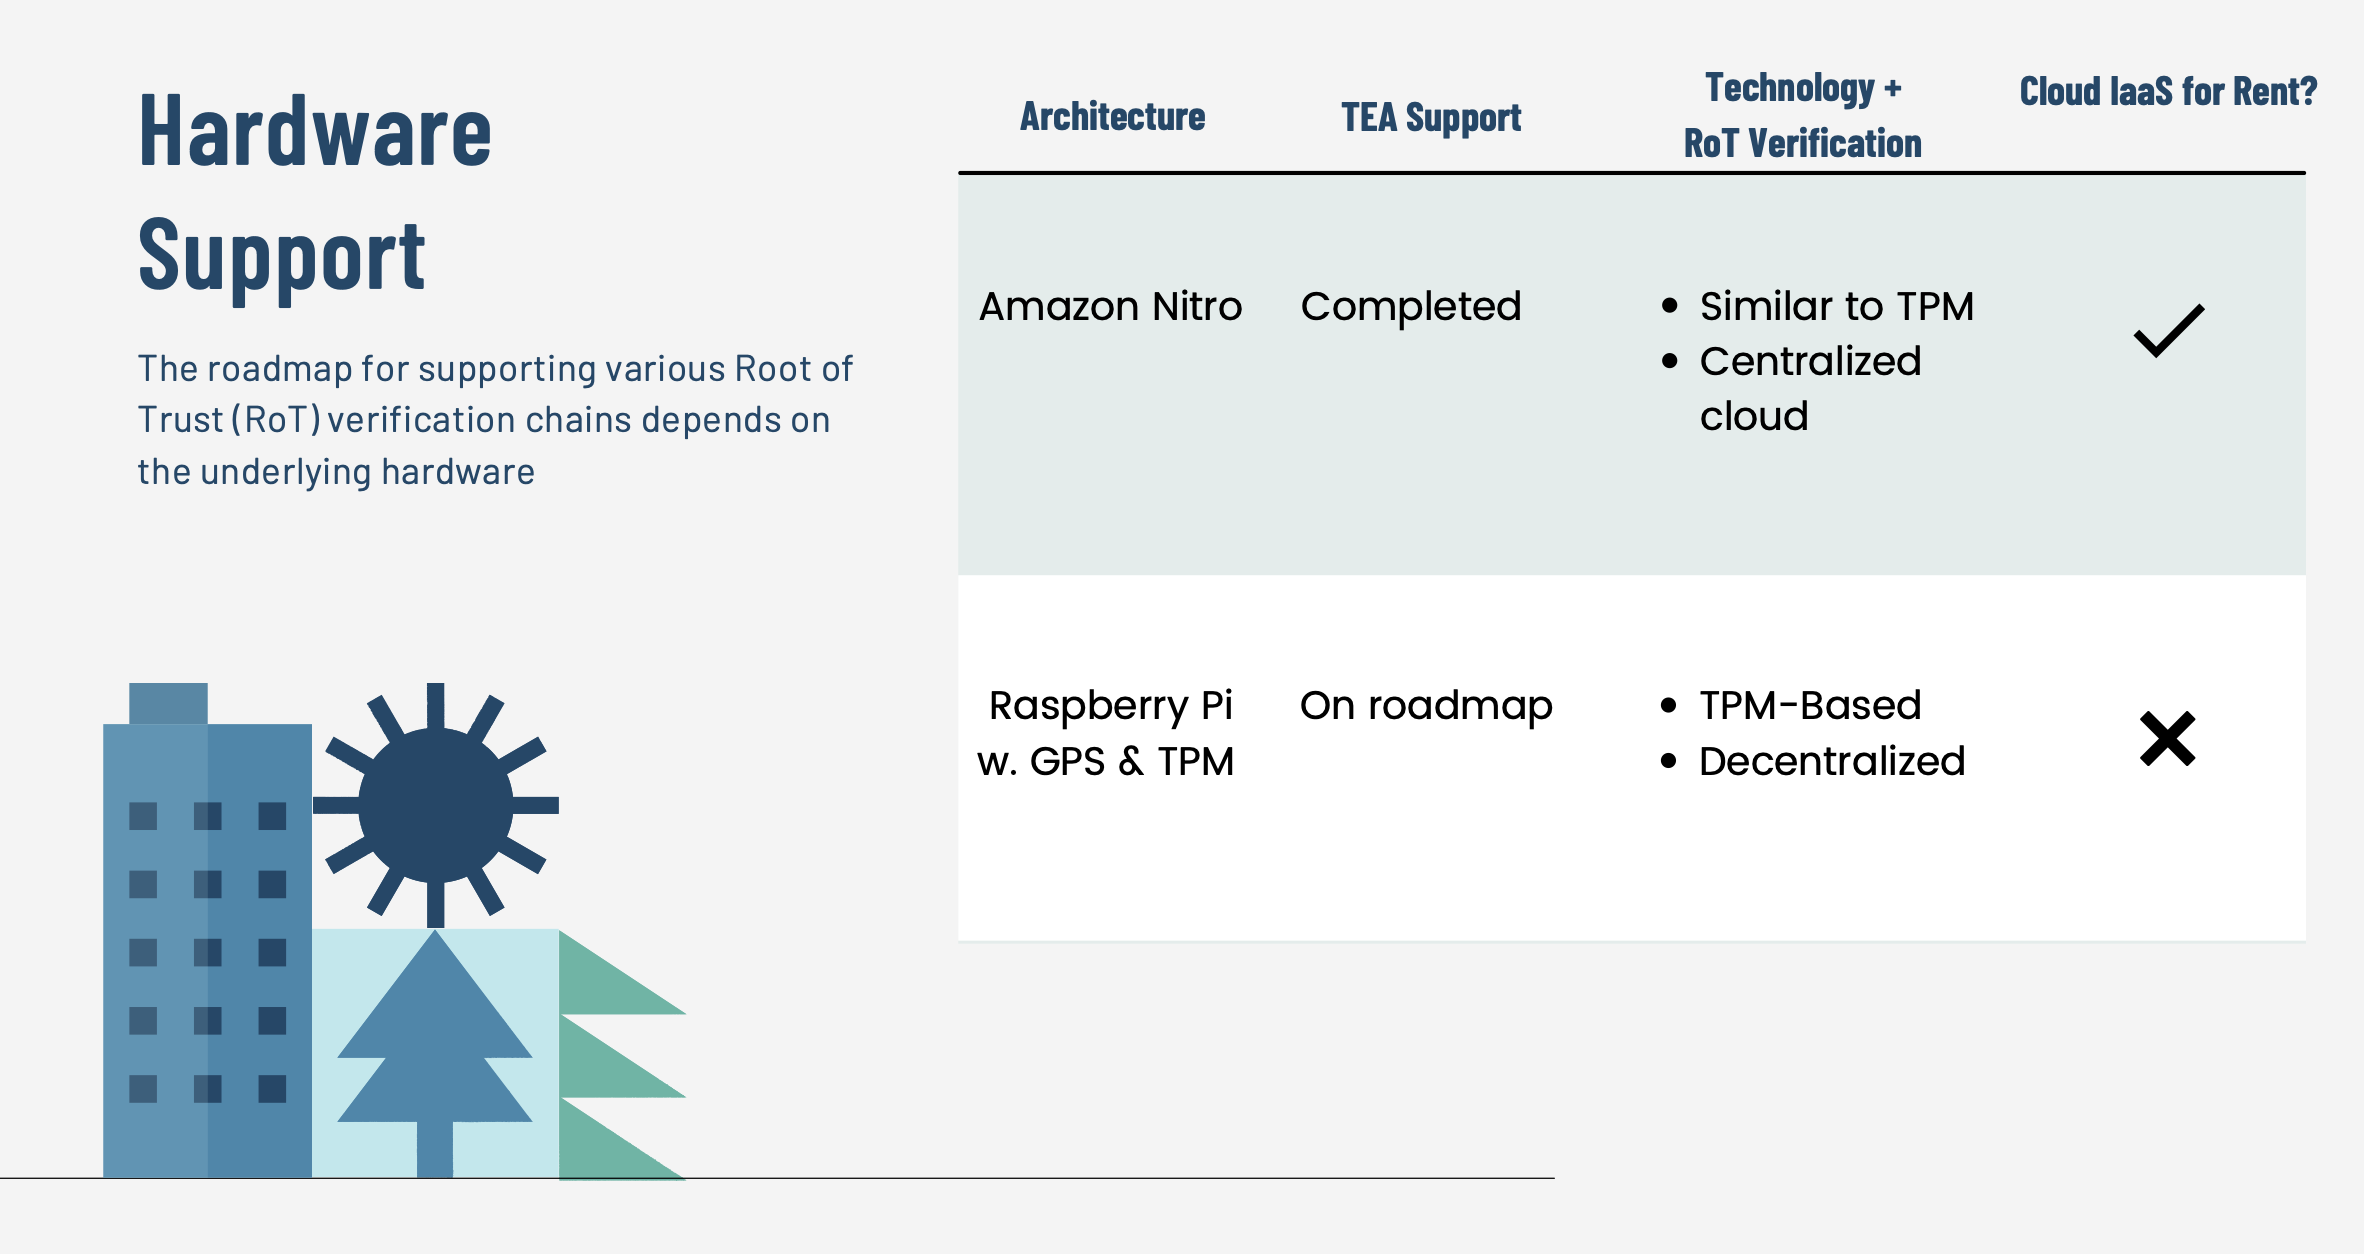 Hardware
Support
The roadmap for supporting various Root of
Trust (RoT) verification chains depends on
the underlying hardware
Architecture
TEA Support
Technology +
RoT Verification
Cloud IaaS for Rent?
Amazon Nitro
Completed
• Similar to TPM
• Centralized
cloud
Raspberry Pi
w. GPS & TPM
On roadmap
• TPM-Based
• Decentralized